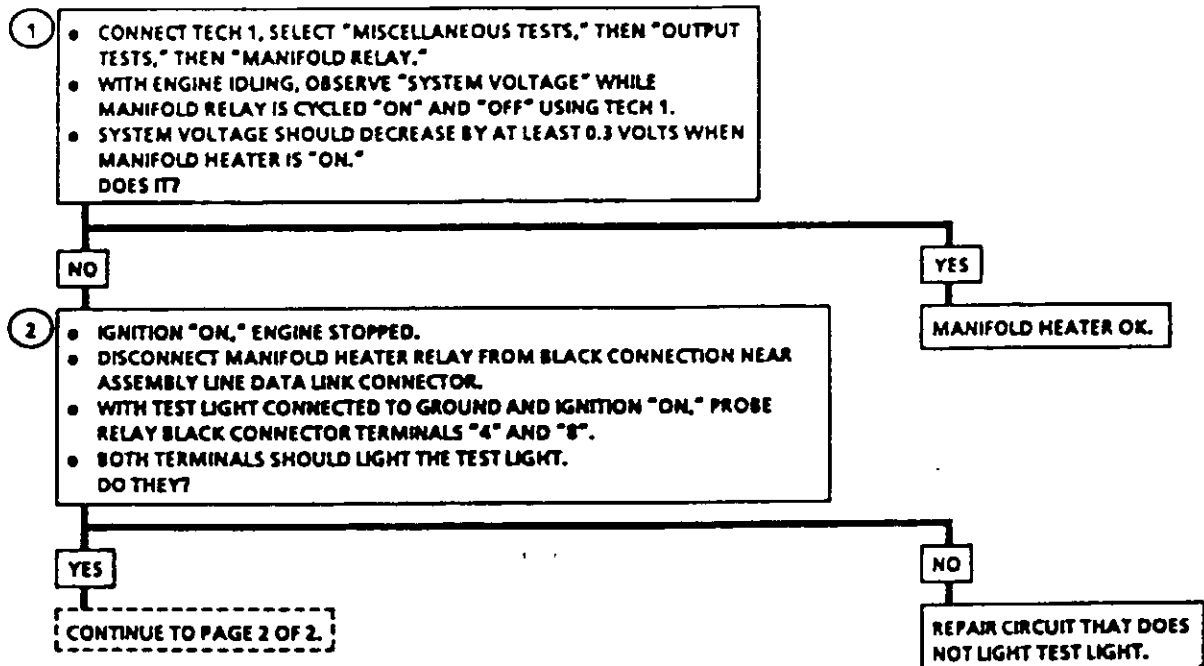 1
• CONNECT TECH 1, SELECT "MISCELLANEOUS TESTS," THEN "OUTPUT
TESTS," THEN "MANIFOLD RELAY."
• WITH ENGINE IDLING, OBSERVE "SYSTEM VOLTAGE" WHILE
MANIFOLD RELAY IS CYCLED "ON" AND "OFF" USING TECH 1.
• SYSTEM VOLTAGE SHOULD DECREASE BY AT LEAST 0.3 VOLTS WHEN
MANIFOLD HEATER IS "ON."
DOES IT?
NO
YES
MANIFOLD HEATER OK.
2
• IGNITION "ON," ENGINE STOPPED.
• DISCONNECT MANIFOLD HEATER RELAY FROM BLACK CONNECTION NEAR
ASSEMBLY LINE DATA LINK CONNECTOR.
• WITH TEST LIGHT CONNECTED TO GROUND AND IGNITION "ON," PROBE
RELAY BLACK CONNECTOR TERMINALS "4" AND "8".
• BOTH TERMINALS SHOULD LIGHT THE TEST LIGHT.
DO THEY?
YES
NO
CONTINUE TO PAGE 2 OF 2.
REPAIR CIRCUIT THAT DOES
NOT LIGHT TEST LIGHT.